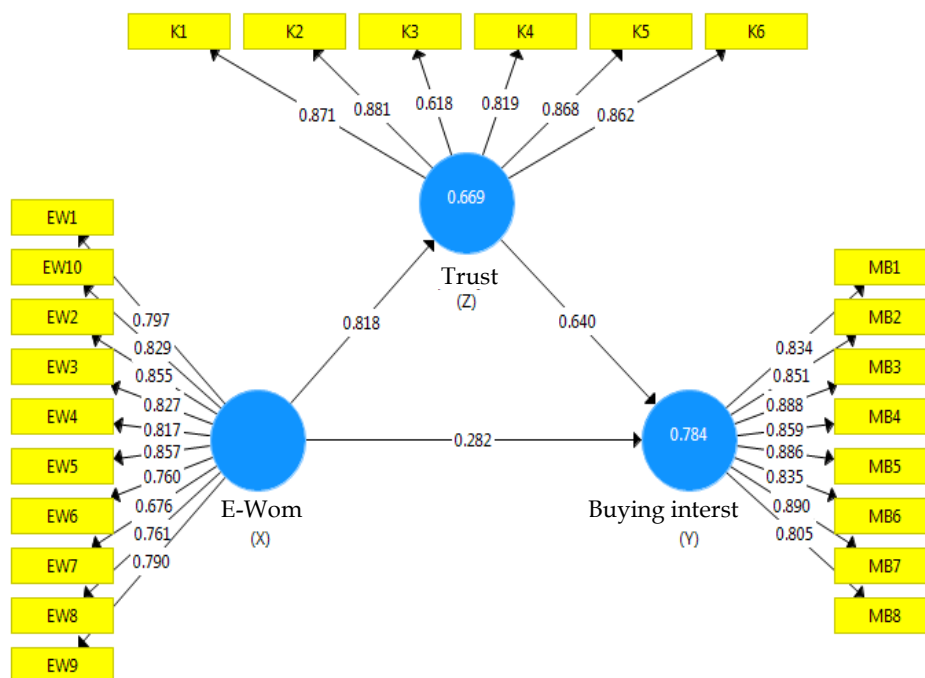 K1 K2 K3 K4 K5 K6
0.871 0.881 0.618 0.819 0.868 0.862
0.669
Trust
(Z)
EW1
EW10
EW2
EW3
EW4
EW5
EW6
EW7
EW8
EW9
0.797
0.829
0.855
0.827
0.817
0.857
0.760
0.676
0.761
0.790
0.818
0.640
0.282
E-Wom
(X)
0.784
Buying interst
(Y)
0.834
0.851
0.888
0.859
0.886
0.835
0.890
0.805
MB1
MB2
MB3
MB4
MB5
MB6
MB7
MB8